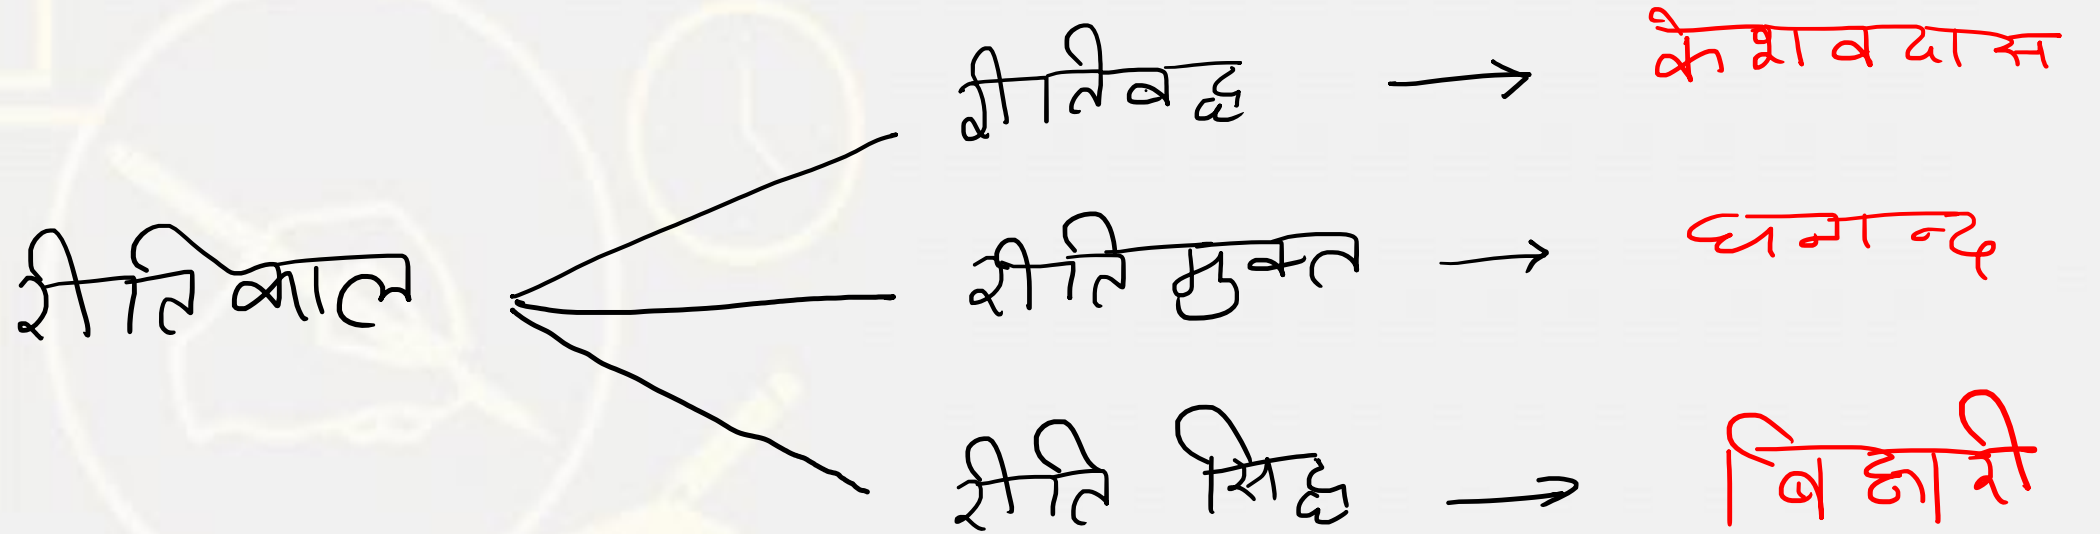 रीतिबद्ध → केशवदास
रीतिकाल
रीति मुक्त → घनानन्द
रीति सिद्ध → बिहारी